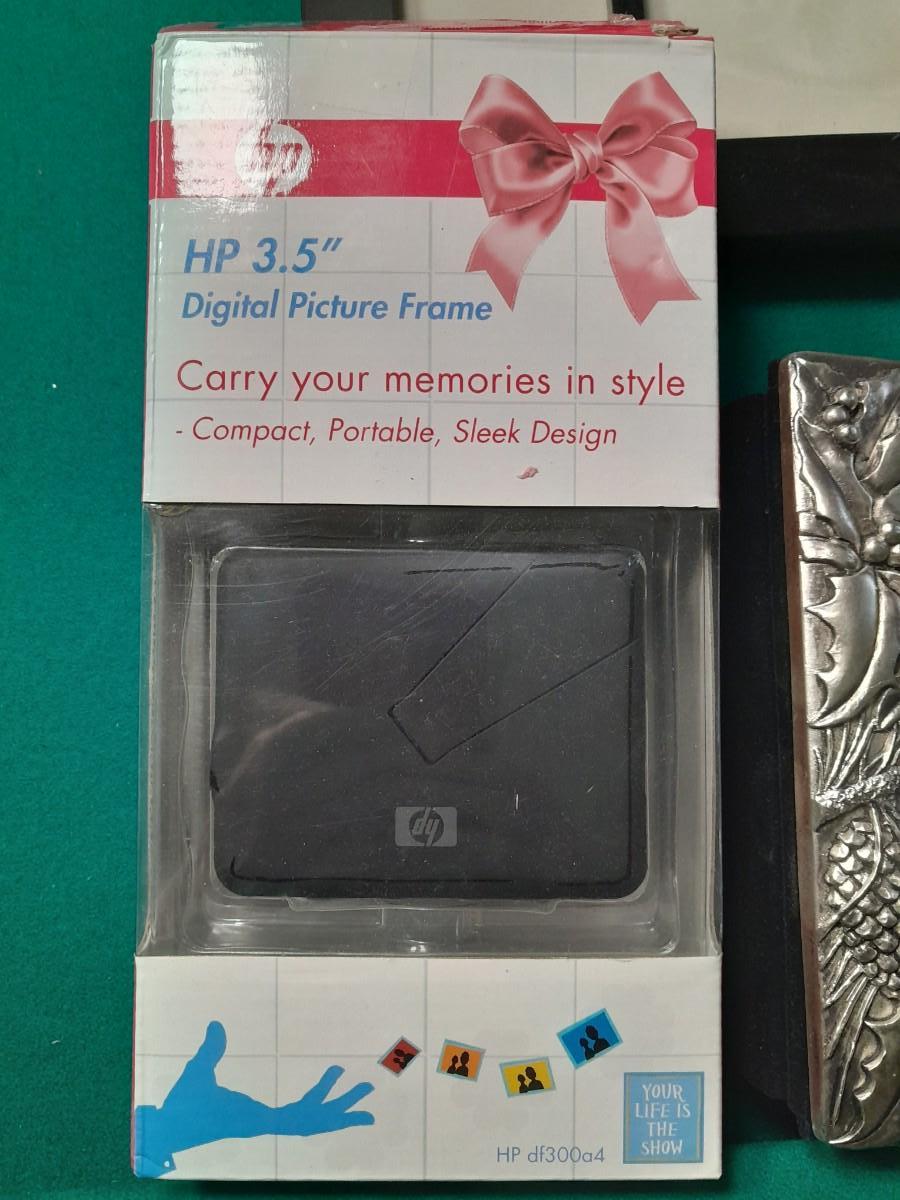 hp
HP 3.5"
Digital Picture Frame
Carry your memories in style
- Compact, Portable, Sleek Design
hp
YOUR
LIFE IS
THE
SHOW
HP df300a4